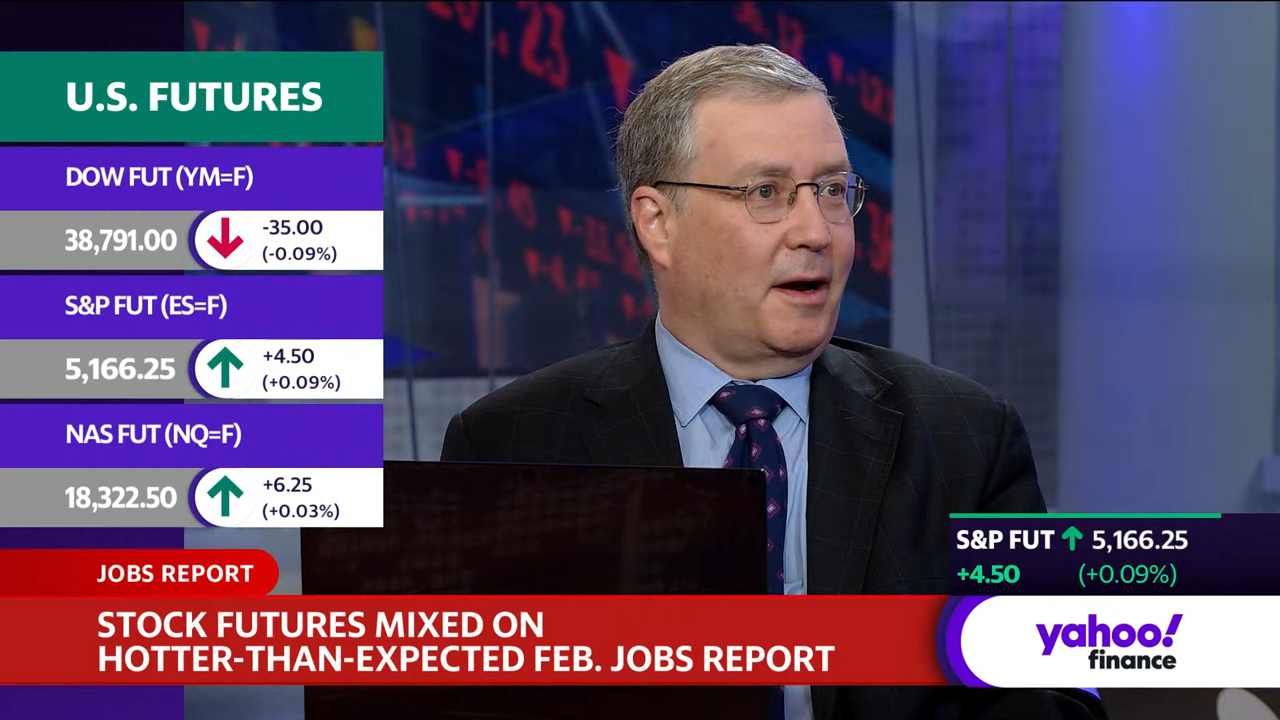 U.S. FUTURES
DOW FUT (YM=F)
38,791.00
-35.00
(-0.09%)
S&P FUT (ES=F)
5,166.25
+4.50
(+0.09%)
NAS FUT (NQ=F)
18,322.50
+6.25
(+0.03%)
JOBS REPORT
STOCK FUTURES MIXED ON
HOTTER-THAN-EXPECTED FEB. JOBS REPORT
S&P FUT 5,166.25
+4.50 (+0.09%)
yahoo!
finance